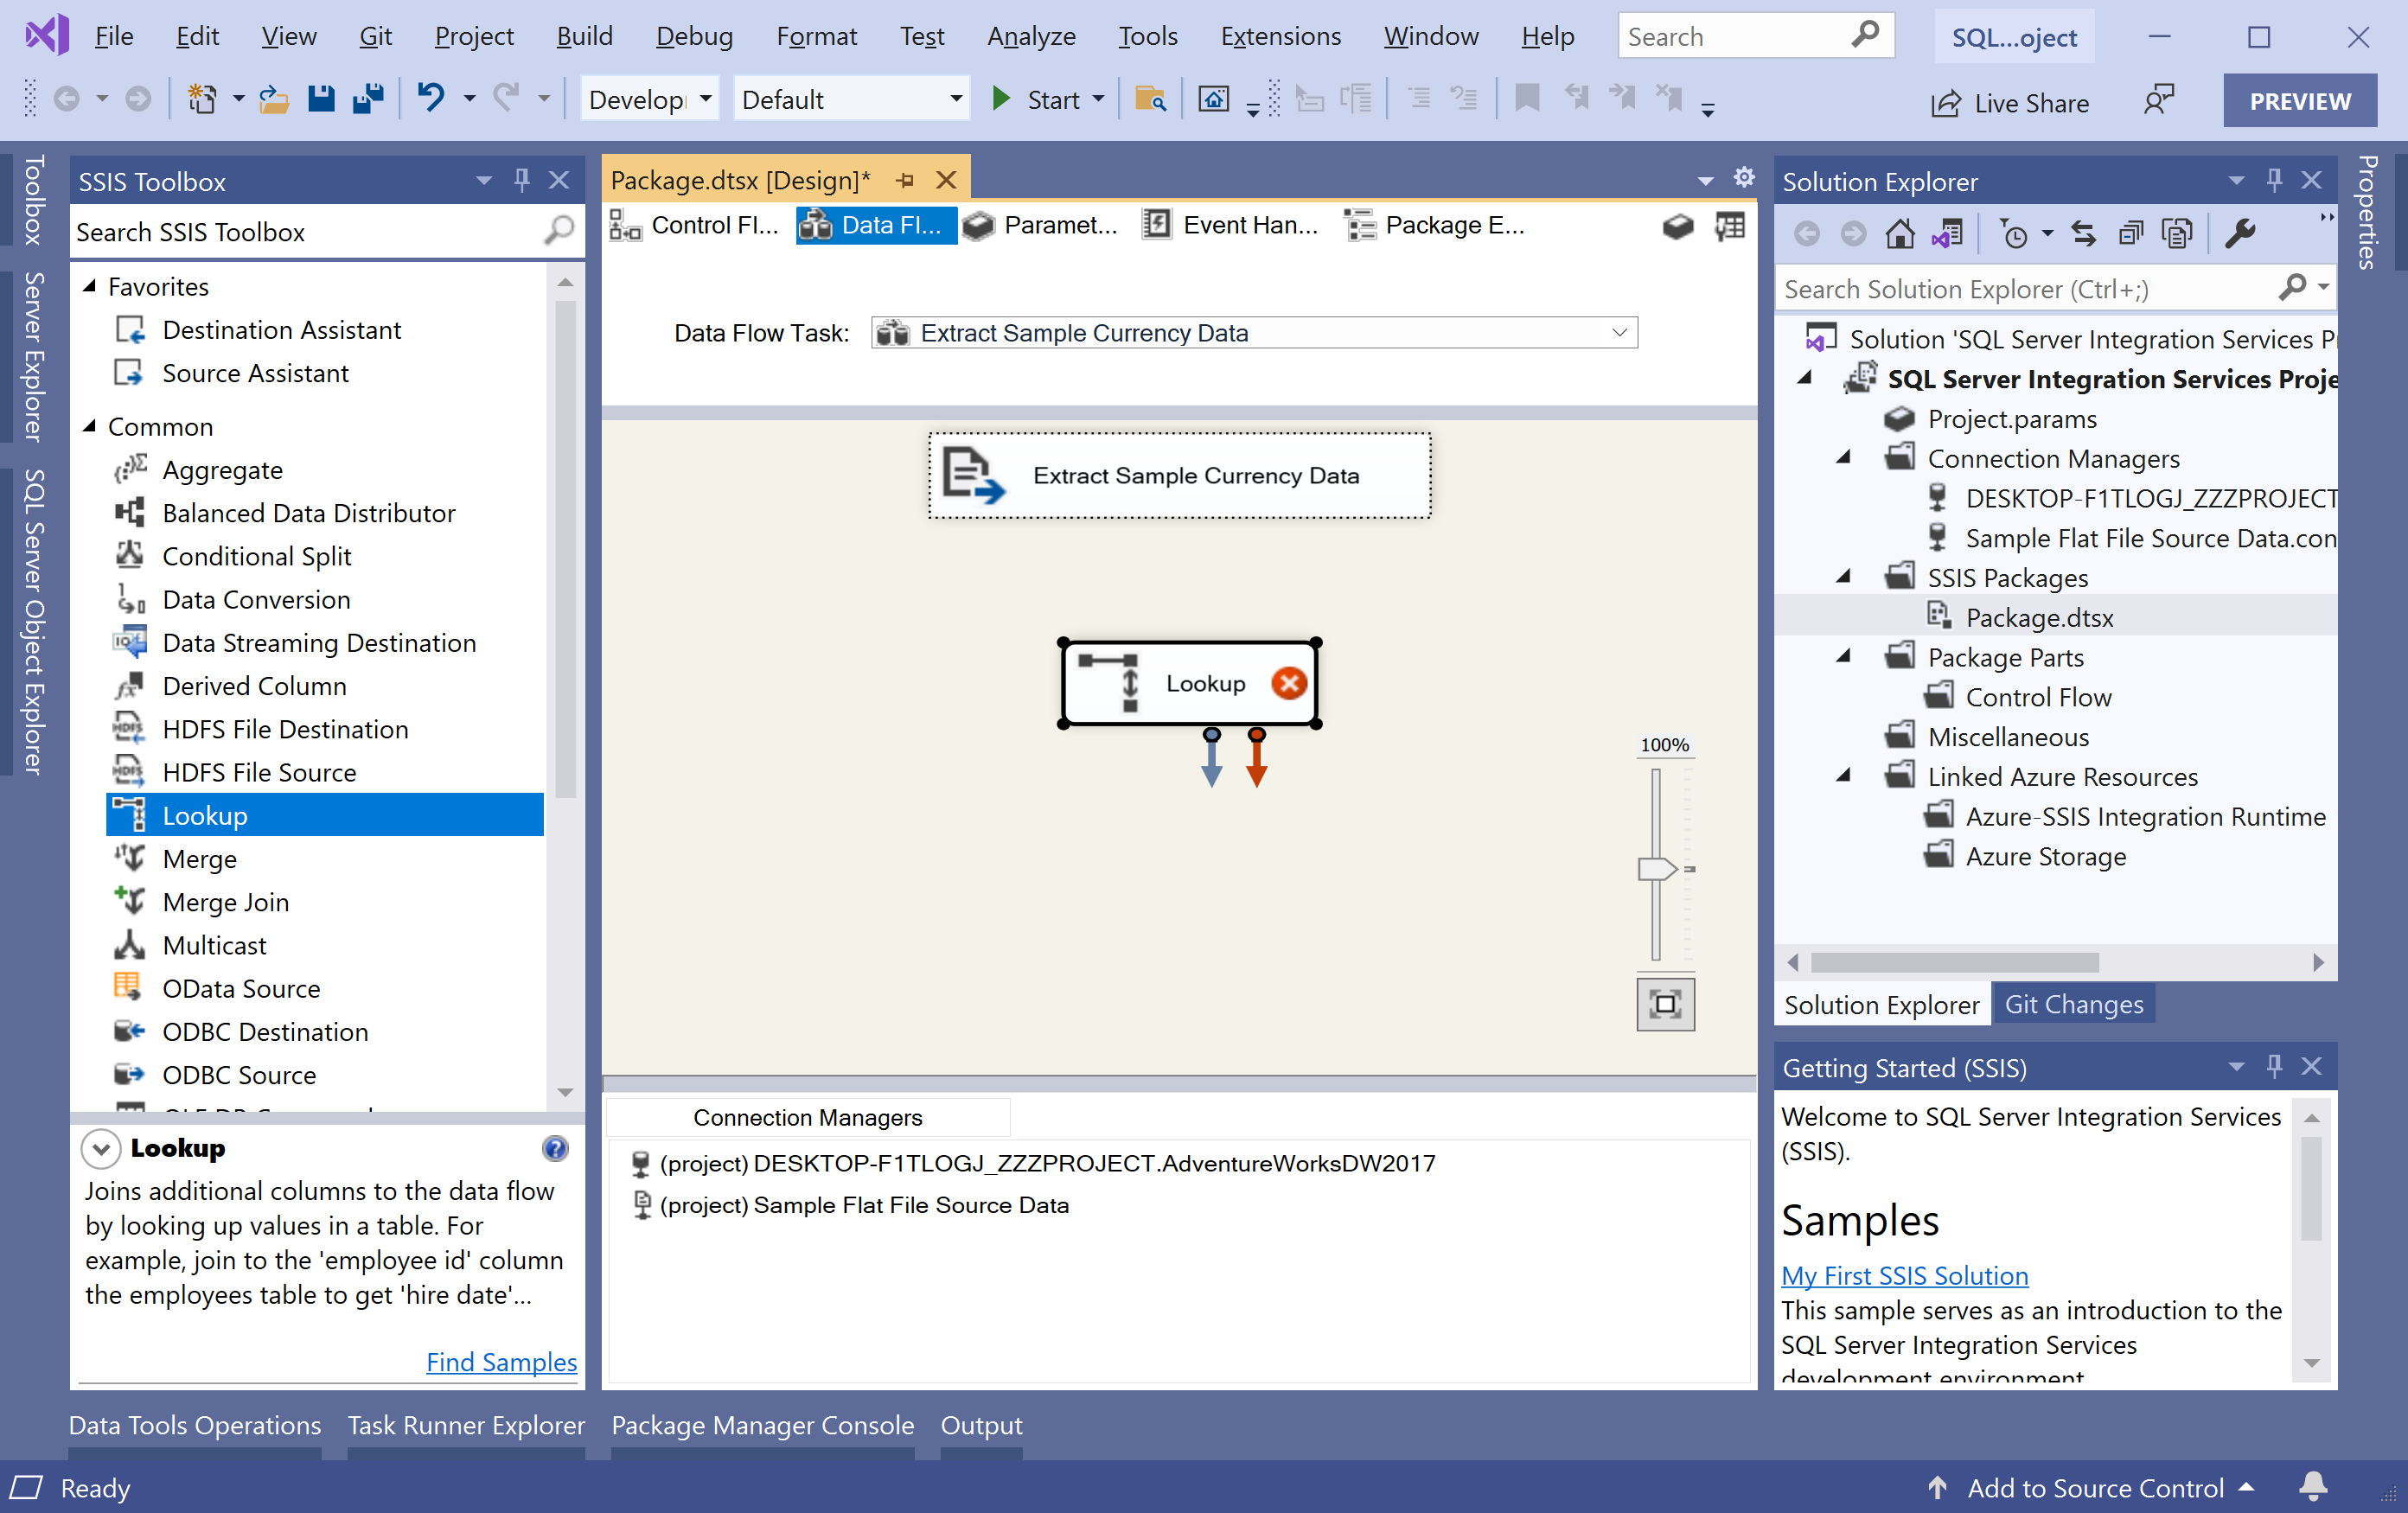 File Edit View Git Project Build Debug Format Test Analyze Tools Extensions Window Help Search SQL...oject
Develop Default Start Live Share PREVIEW
Toolbox
Server Explorer
SQL Server Object Explorer
SSIS Toolbox
Search SSIS Toolbox
Favorites
Destination Assistant
Source Assistant
Common
Aggregate
Balanced Data Distributor
Conditional Split
Data Conversion
Data Streaming Destination
Derived Column
HDFS File Destination
HDFS File Source
Lookup
Merge
Merge Join
Multicast
OData Source
ODBC Destination
ODBC Source
Lookup
Joins additional columns to the data flow
by looking up values in a table. For
example, join to the 'employee id' column
the employees table to get 'hire date'...
Find Samples
Package.dtsx [Design]*
Control Fl... Data Fl... Paramet... Event Han... Package E...
Data Flow Task: Extract Sample Currency Data
Extract Sample Currency Data
Lookup
100%
Connection Managers
(project) DESKTOP-F1TLOGJ_ZZZPROJECT.AdventureWorksDW2017
(project) Sample Flat File Source Data
Solution Explorer
Search Solution Explorer (Ctrl+;)
Solution 'SQL Server Integration Services P
SQL Server Integration Services Proje
Project.params
Connection Managers
DESKTOP-F1TLOGJ_ZZZPROJECT
Sample Flat File Source Data.con
SSIS Packages
Package.dtsx
Package Parts
Control Flow
Miscellaneous
Linked Azure Resources
Azure-SSIS Integration Runtime
Azure Storage
Solution Explorer Git Changes
Getting Started (SSIS)
Welcome to SQL Server Integration Services
(SSIS).
Samples
My First SSIS Solution
This sample serves as an introduction to the
SQL Server Integration Services
development environment
Properties
Data Tools Operations Task Runner Explorer Package Manager Console Output
Ready Add to Source Control